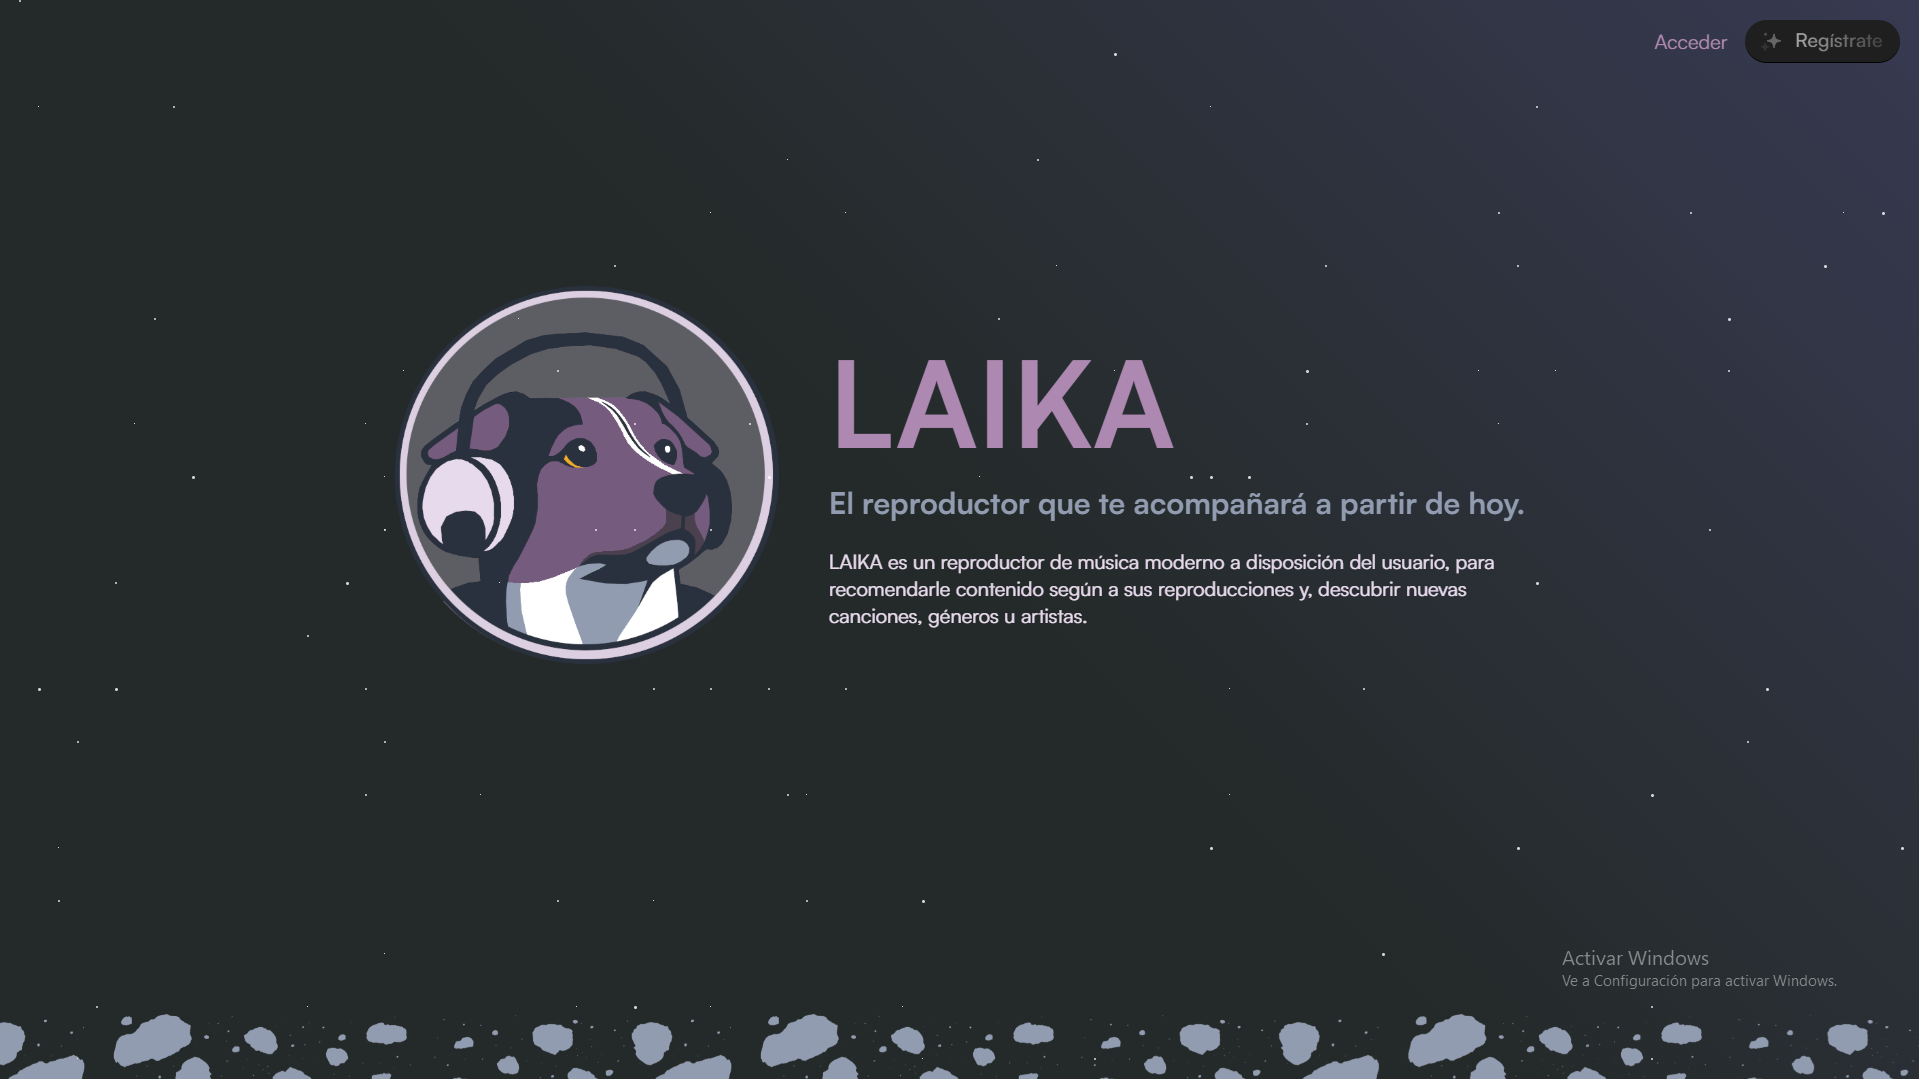 Acceder
Regístrate
LAIKA
El reproductor que te acompañará a partir de hoy.
LAIKA es un reproductor de música moderno a disposición del usuario, para
recomendarle contenido según a sus reproducciones y, descubrir nuevas
canciones, géneros u artistas.
Activar Windows
Ve a Configuración para activar Windows.